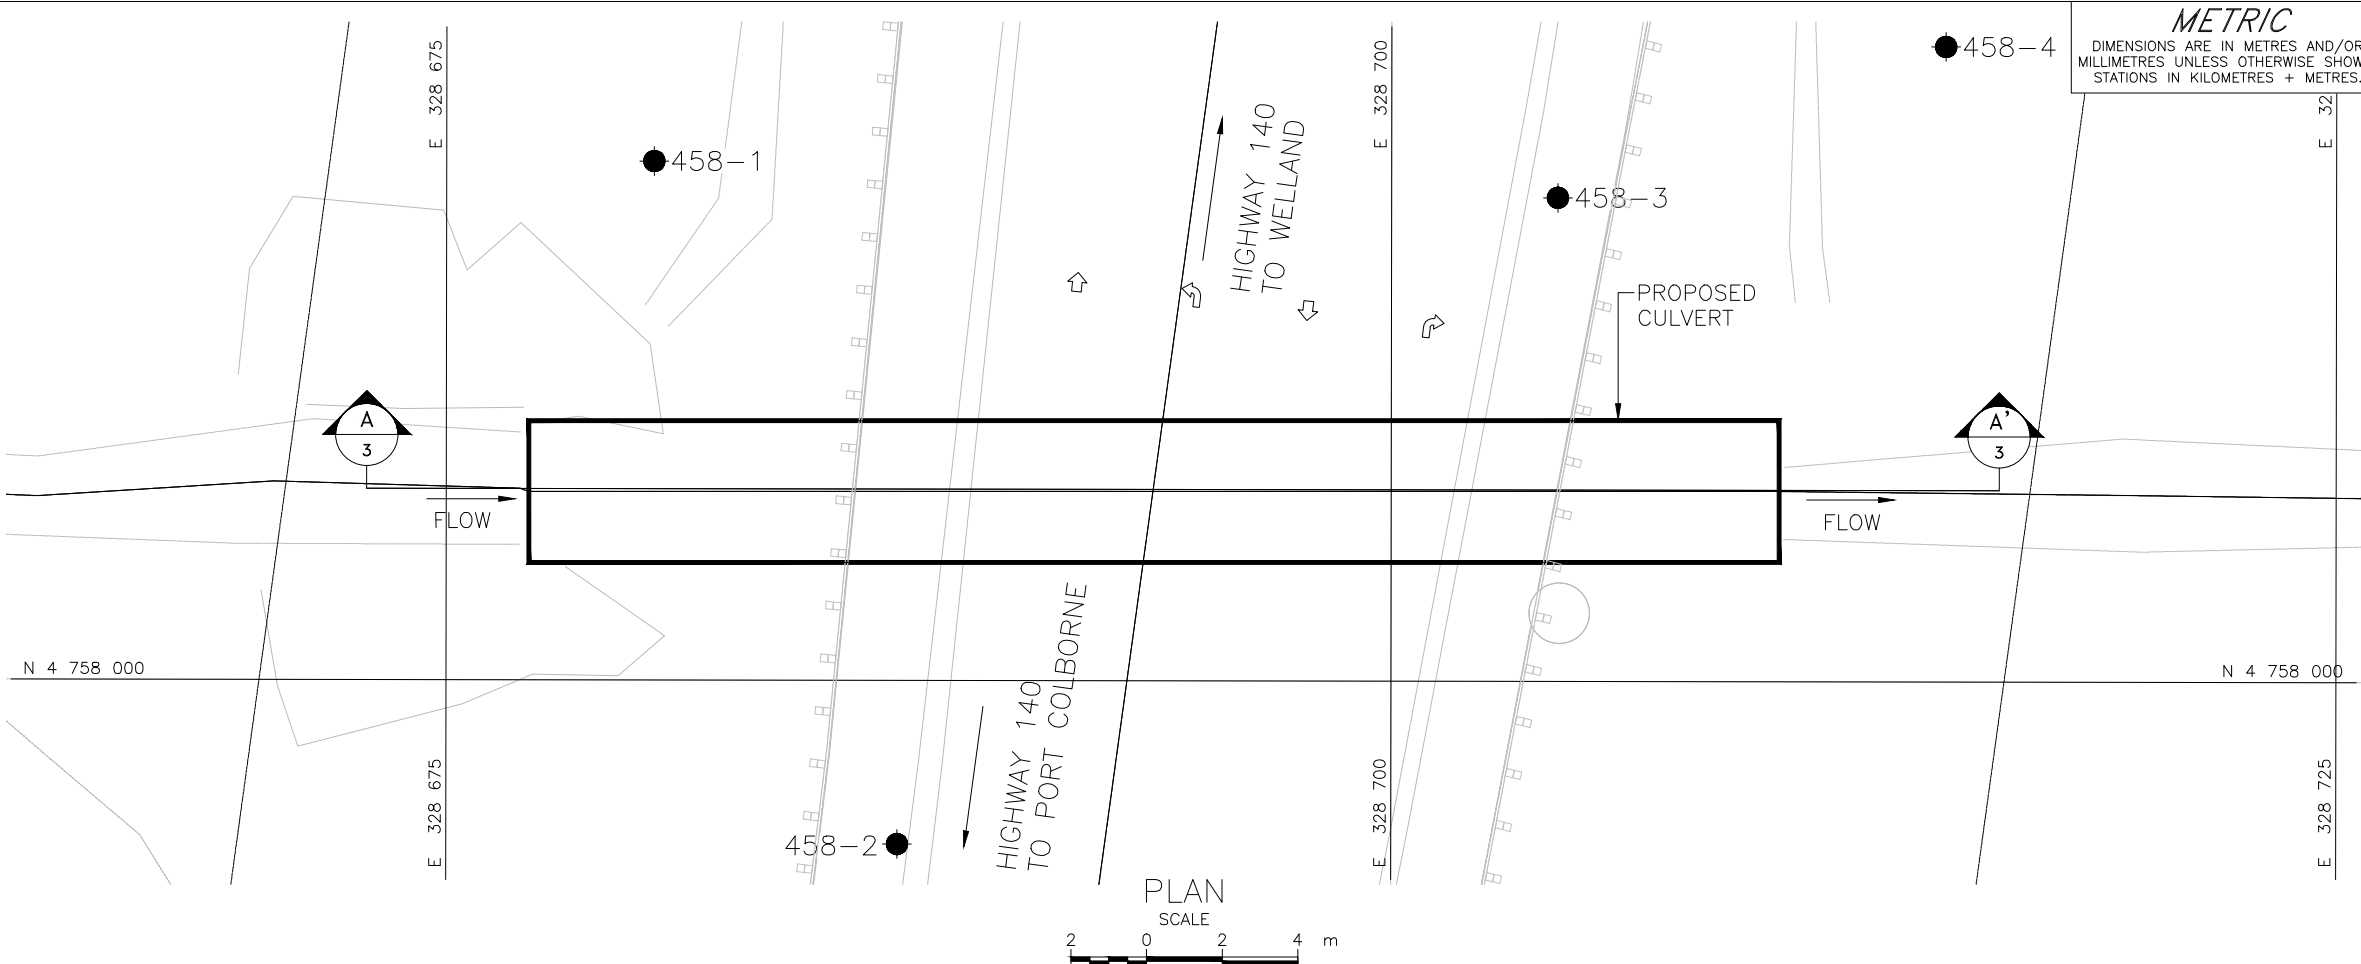 METRIC
DIMENSIONS ARE IN METRES AND/OR
MILLIMETRES UNLESS OTHERWISE SHOW
STATIONS IN KILOMETRES + METRES.
E 328 675
E 328 700
E 32
458-1
458-3
458-4
HIGHWAY 140
TO WELLAND
PROPOSED
CULVERT
A
3
A'
3
FLOW
FLOW
N 4 758 000
N 4 758 000
HIGHWAY 140
TO PORT COLBORNE
E 328 675
E 328 700
E 328 725
458-2
PLAN
SCALE
2 0 2 4 m